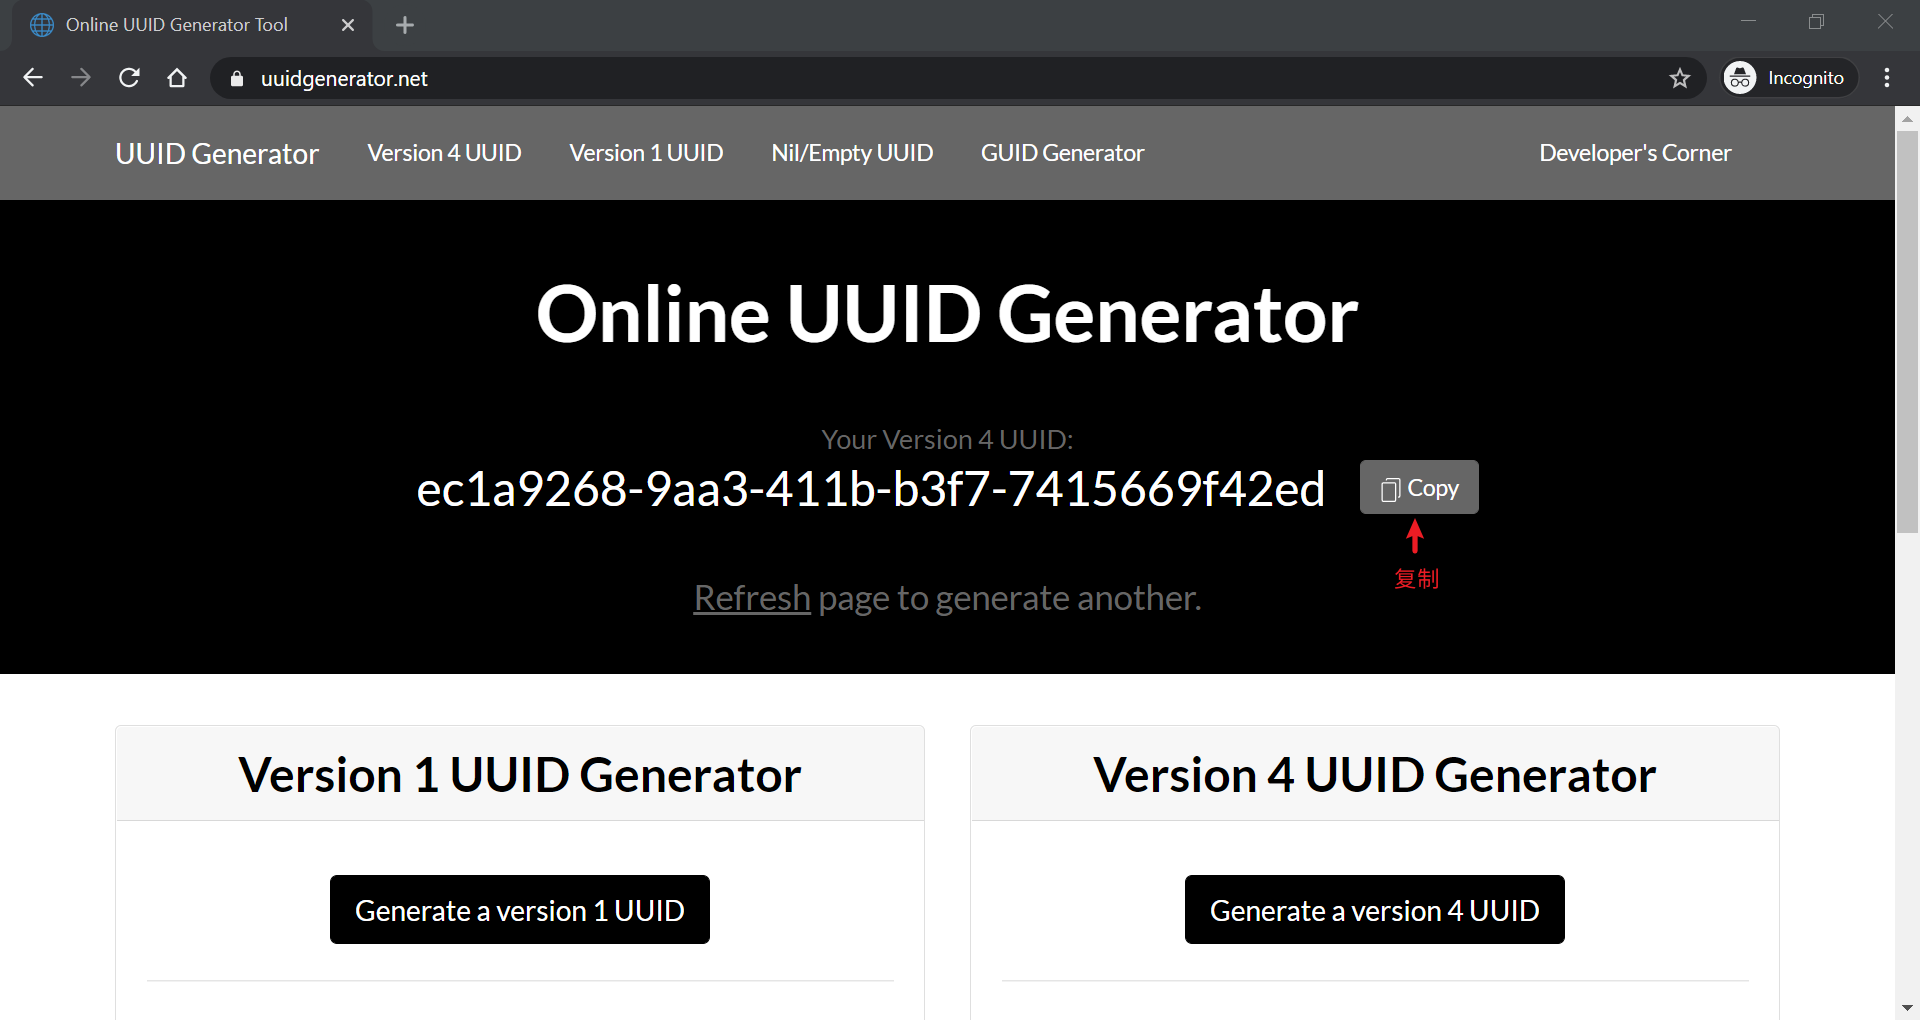 Online UUID Generator Tool
uuidgenerator.net
Incognito
UUID Generator
Version 4 UUID
Version 1 UUID
Nil/Empty UUID
GUID Generator
Developer's Corner
Online UUID Generator
Your Version 4 UUID:
ec1a9268-9aa3-411b-b3f7-7415669f42ed
Copy
复制
Refresh page to generate another.
Version 1 UUID Generator
Version 4 UUID Generator
Generate a version 1 UUID
Generate a version 4 UUID